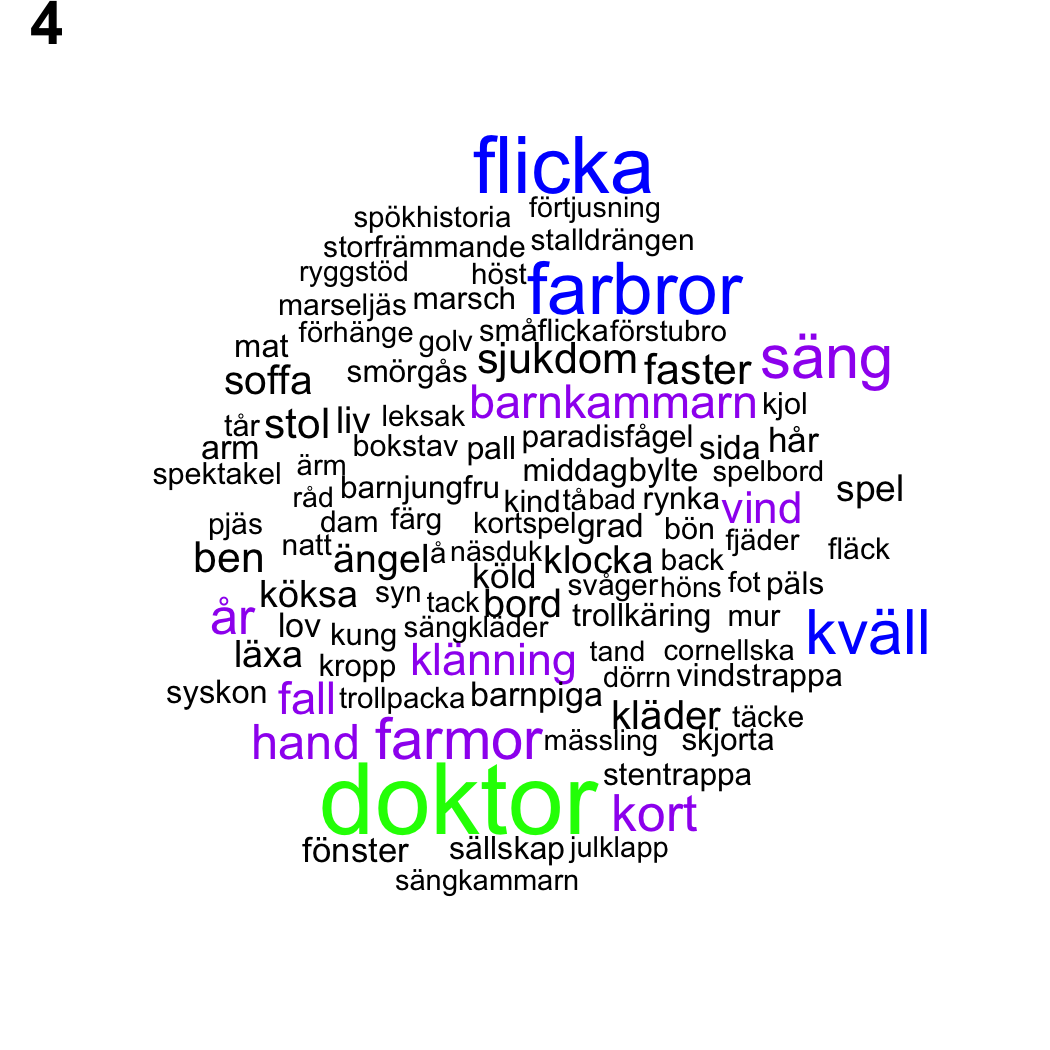 4
flicka
spökhistoria förtjusning
storfrämmande stalldrängen
ryggstöd höst farbror
marseljäs marsch
förhänge golv småflicka förstubro
mat sjukdom faster säng
soffa smörgås
barnkammarn kjol
tår stol liv leksak
arm bokstav pall paradisfågel sida hår
spektakel ärm middagbylte spelbord
råd barnjungfru kind tå bad rynka vind spel
pjäs dam färg kortspel grad bön fjäder
ben natt ängel å näsduk klocka back fläck
köld svåger höns fot päls
köksa syn tack bord trollkäring mur
år lov kung sängkläder kväll
läxa kropp klänning tand cornellska
dörrn vindstrappa
syskon fall trollpacka barnpiga
kläder täcke
hand farmor mässling skjorta
doktor stentrappa
kort
fönster sällskap julklapp
sängkammarn